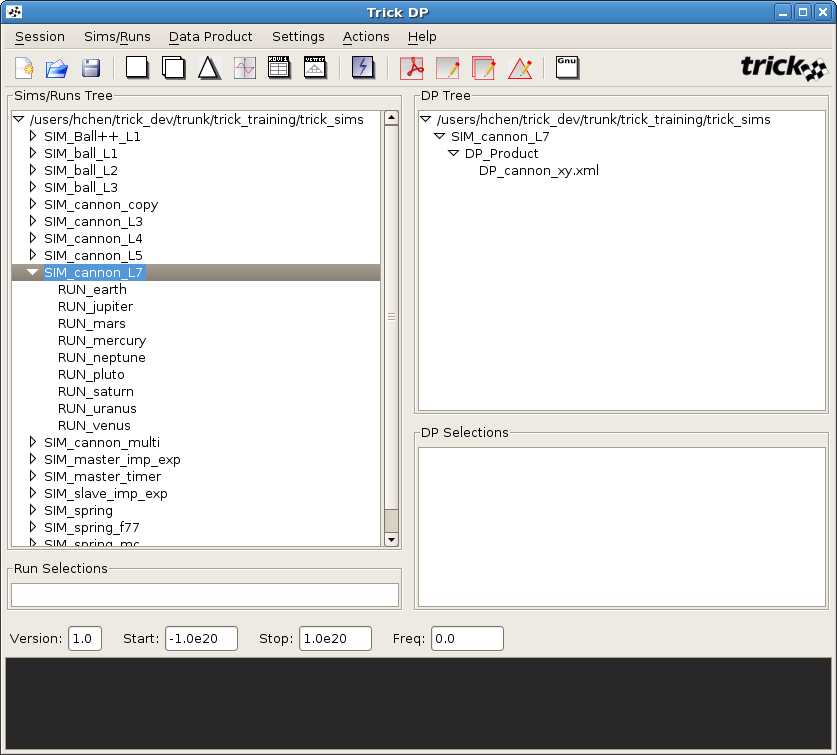 Trick DP
Session Sims/Runs Data Product Settings Actions Help
Gnu
trick
Sims/Runs Tree
/users/hchen/trick_dev/trunk/trick_training/trick_sims
SIM_Ball++_L1
SIM_ball_L1
SIM_ball_L2
SIM_ball_L3
SIM_cannon_copy
SIM_cannon_L3
SIM_cannon_L4
SIM_cannon_L5
SIM_cannon_L7
RUN_earth
RUN_jupiter
RUN_mars
RUN_mercury
RUN_neptune
RUN_pluto
RUN_saturn
RUN_uranus
RUN_venus
SIM_cannon_multi
SIM_master_imp_exp
SIM_master_timer
SIM_slave_imp_exp
SIM_spring
SIM_spring_f77
SIM_spring_mc
Run Selections
DP Tree
/users/hchen/trick_dev/trunk/trick_training/trick_sims
SIM_cannon_L7
DP_Product
DP_cannon_xy.xml
DP Selections
Version: 1.0 Start: -1.0e20 Stop: 1.0e20 Freq: 0.0